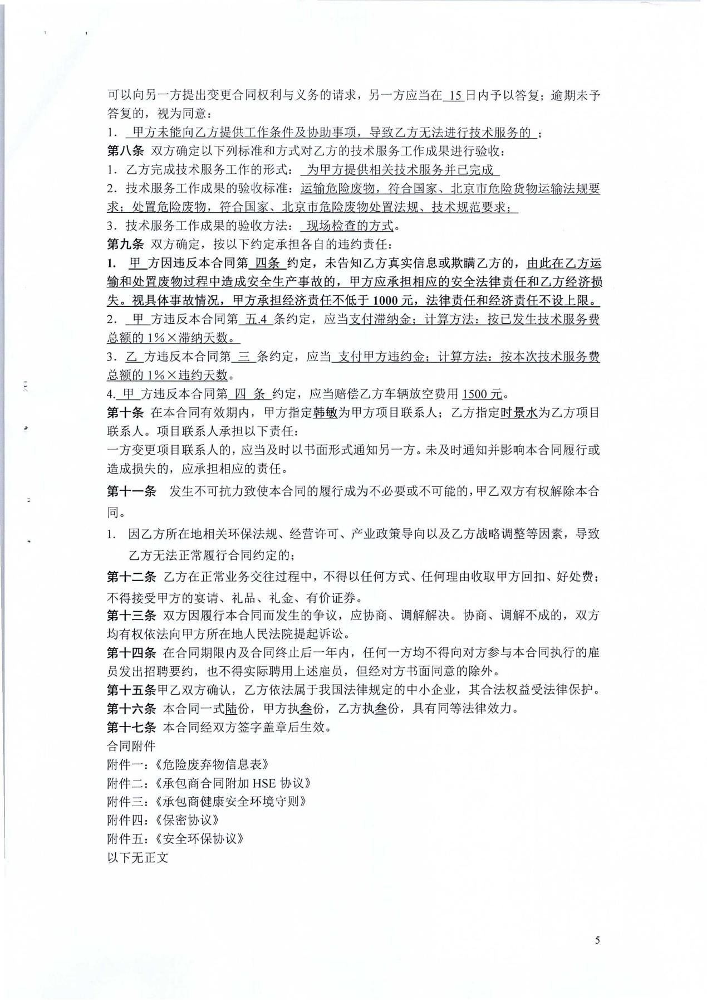 可以向另一方提出变更合同权利与义务的请求，另一方应当在 15 日内予以答复；逾期未予
答复的，视为同意：
1. 甲方未能向乙方提供工作条件及协助事项，导致乙方无法进行技术服务的 ；
第八条 双方确定以下列标准和方式对乙方的技术服务工作成果进行验收：
1. 乙方完成技术服务工作的形式： 为甲方提供相关技术服务并已完成
2. 技术服务工作成果的验收标准：运输危险废物，符合国家、北京市危险货物运输法规要
求；处置危险废物，符合国家、北京市危险废物处置法规、技术规范要求；
3. 技术服务工作成果的验收方法： 现场检查的方式。
第九条 双方确定，按以下约定承担各自的违约责任：
1. 甲 方因违反本合同第 四条 约定，未告知乙方真实信息或欺瞒乙方的，由此在乙方运
输和处置废物过程中造成安全生产事故的，甲方应承担相应的安全法律责任和乙方经济损
失。视具体事故情况，甲方承担经济责任不低于 1000 元，法律责任和经济责任不设上限。
2. 甲 方违反本合同第 五.4 条约定，应当支付滞纳金；计算方法：按已发生技术服务费
总额的 1％×滞纳天数。
3. 乙 方违反本合同第 三 条约定，应当 支付甲方违约金；计算方法：按本次技术服务费
总额的 1％×违约天数。
4. 甲 方违反本合同第 四 条 约定，应当赔偿乙方车辆放空费用 1500 元。
第十条 在本合同有效期内，甲方指定韩敏为甲方项目联系人；乙方指定时景水为乙方项目
联系人。项目联系人承担以下责任：
一方变更项目联系人的，应当及时以书面形式通知另一方。未及时通知并影响本合同履行或
造成损失的，应承担相应的责任。
第十一条 发生不可抗力致使本合同的履行成为不必要或不可能的，甲乙双方有权解除本合
同。
1. 因乙方所在地相关环保法规、经营许可、产业政策导向以及乙方战略调整等因素，导致
乙方无法正常履行合同约定的；
第十二条 乙方在正常业务交往过程中，不得以任何方式、任何理由收取甲方回扣、好处费；
不得接受甲方的宴请、礼品、礼金、有价证券。
第十三条 双方因履行本合同而发生的争议，应协商、调解解决。协商、调解不成的，双方
均有权依法向甲方所在地人民法院提起诉讼。
第十四条 在合同期限内及合同终止后一年内，任何一方均不得向对方参与本合同执行的雇
员发出招聘要约，也不得实际聘用上述雇员，但经对方书面同意的除外。
第十五条甲乙双方确认，乙方依法属于我国法律规定的中小企业，其合法权益受法律保护。
第十六条 本合同一式陆份，甲方执叁份，乙方执叁份，具有同等法律效力。
第十七条 本合同经双方签字盖章后生效。
合同附件
附件一：《危险废弃物信息表》
附件二：《承包商合同附加 HSE 协议》
附件三：《承包商健康安全环境守则》
附件四：《保密协议》
附件五：《安全环保协议》
以下无正文
5